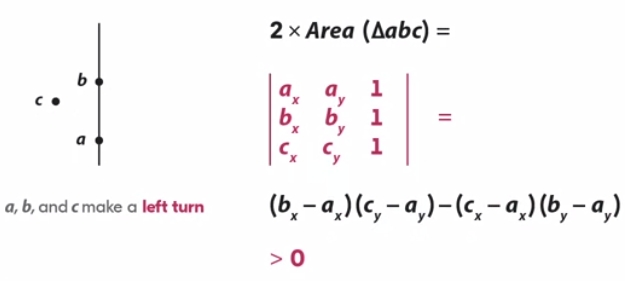 2 × Area (Δabc) =
b
c
a
a_x a_y 1
b_x b_y 1 =
c_x c_y 1
a, b, and c make a left turn
(b_x – a_x)(c_y – a_y) – (c_x – a_x)(b_y – a_y)
> 0